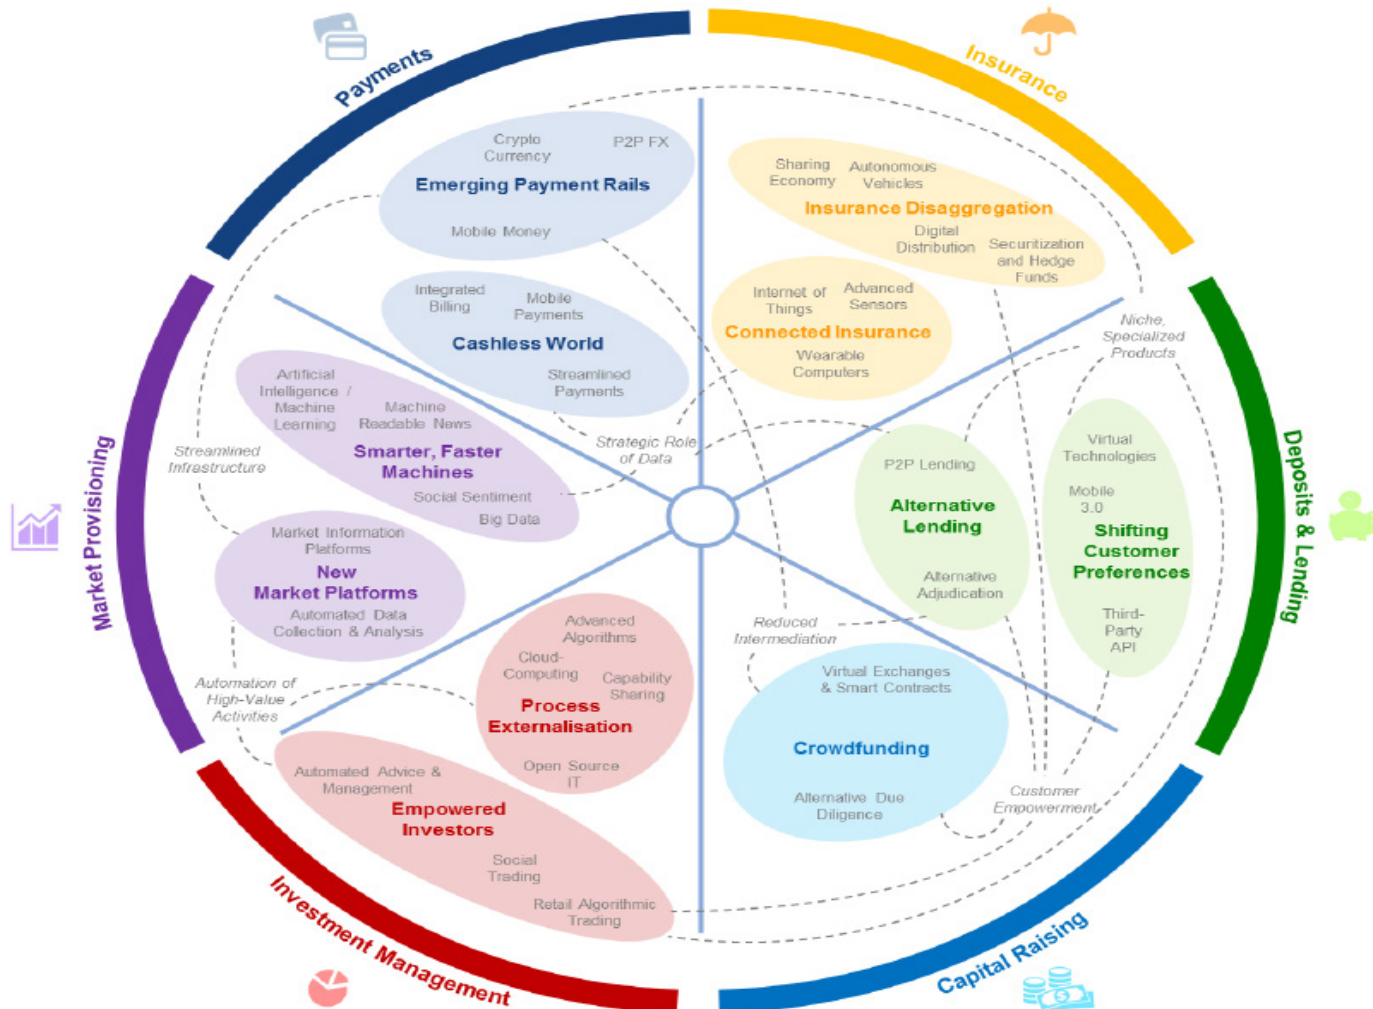 Payments
Crypto
Currency
P2P FX
Emerging Payment Rails
Mobile Money
Integrated
Billing
Mobile
Payments
Cashless World
Streamlined
Payments
Insurance
Sharing
Economy
Autonomous
Vehicles
Insurance Disaggregation
Digital
Distribution
Securitization
and Hedge
Funds
Internet of
Things
Advanced
Sensors
Connected Insurance
Wearable
Computers
Niche,
Specialized
Products
Deposits & Lending
P2P Lending
Alternative
Lending
Alternative
Adjudication
Virtual
Technologies
Mobile
3.0
Shifting
Customer
Preferences
Third-
Party
API
Strategic Role
of Data
Market Provisioning
Artificial
Intelligence /
Machine
Learning
Machine
Readable News
Smarter, Faster
Machines
Social Sentiment
Big Data
Streamlined
Infrastructure
Market Information
Platforms
New
Market Platforms
Automated Data
Collection & Analysis
Automation of
High-Value
Activities
Investment Management
Advanced
Algorithms
Cloud-
Computing
Capability
Sharing
Process
Externalisation
Open Source
IT
Automated Advice &
Management
Empowered
Investors
Social
Trading
Retail Algorithmic
Trading
Capital Raising
Reduced
Intermediation
Virtual Exchanges
& Smart Contracts
Crowdfunding
Alternative Due
Diligence
Customer
Empowerment
$